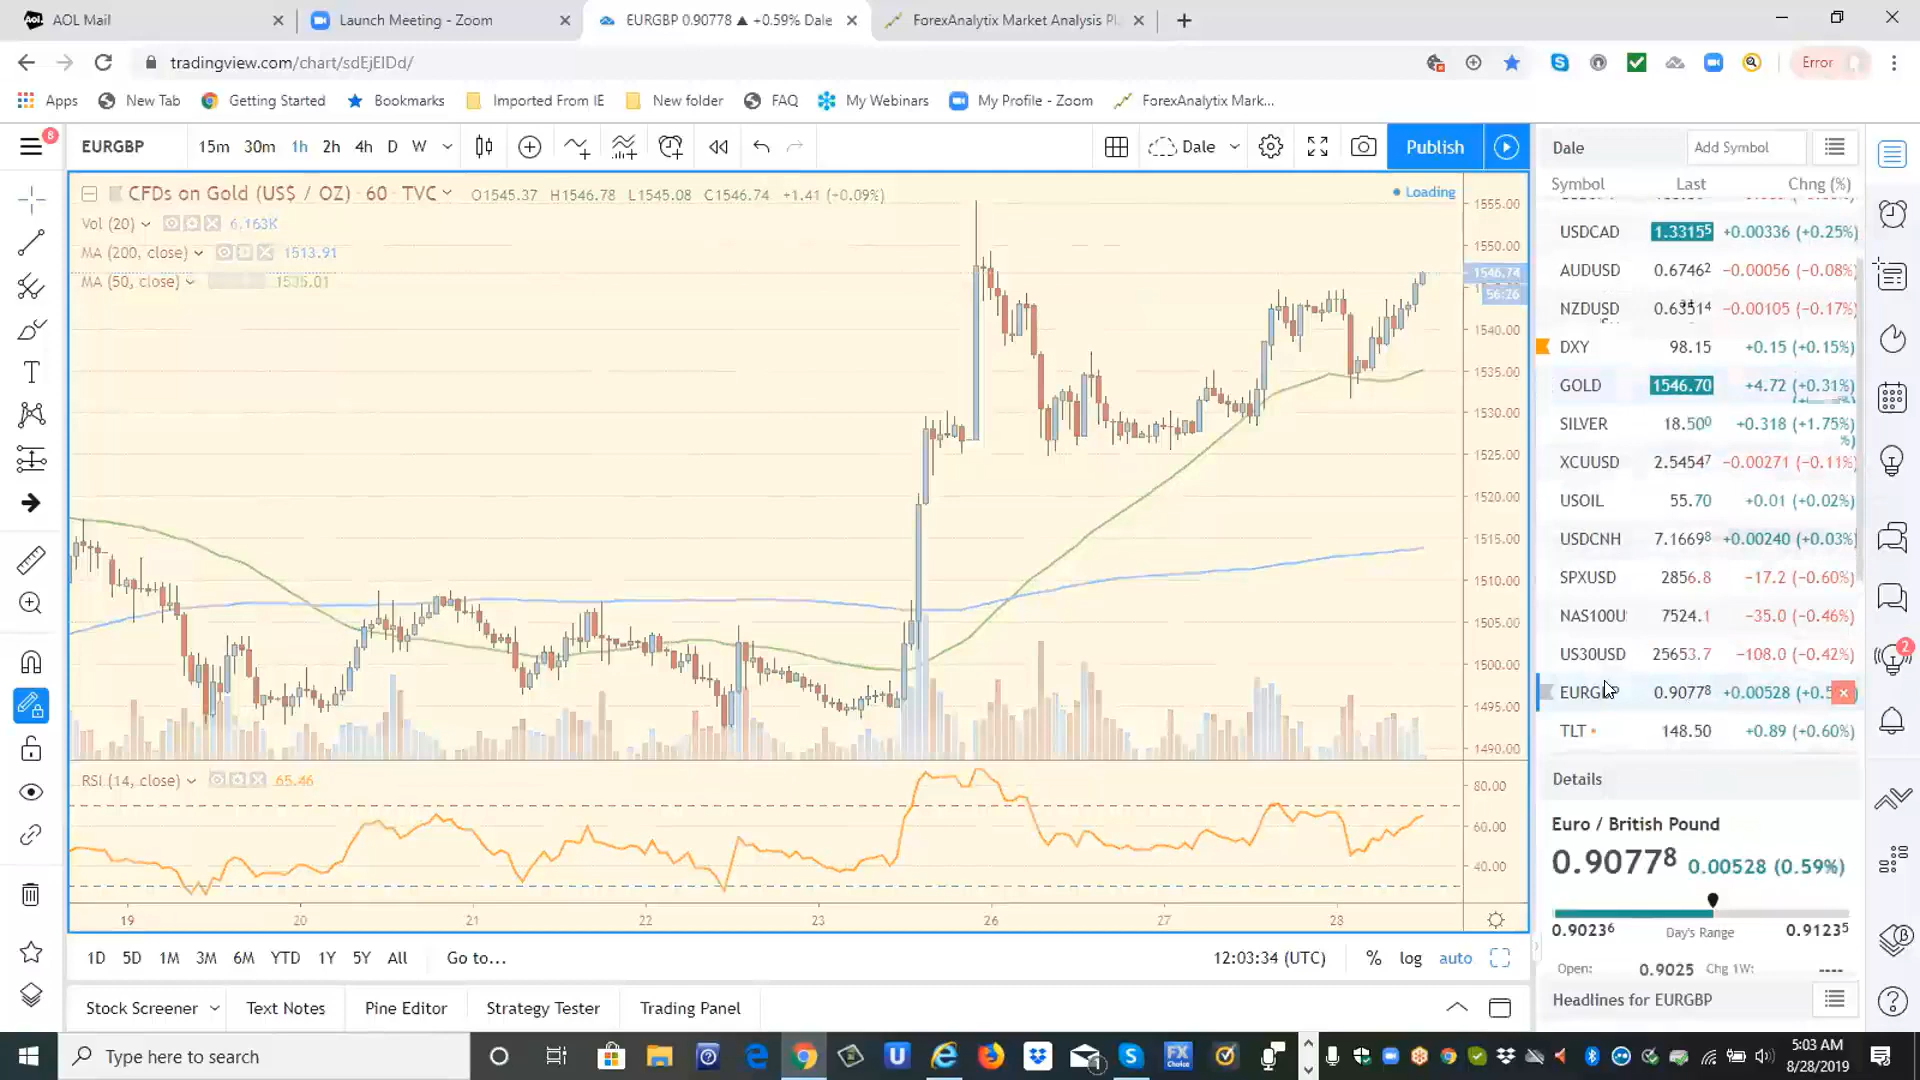 AOL Mail
Launch Meeting - Zoom
EURGBP 0.90778 ▲ +0.59% Dale
ForexAnalytix Market Analysis Pl
tradingview.com/chart/sdEjEIDd/
Error
Apps
New Tab
Getting Started
Bookmarks
Imported From IE
New folder
FAQ
My Webinars
My Profile - Zoom
ForexAnalytix Mark...
8
EURGBP
15m 30m 1h 2h 4h D W
Dale
Publish
CFDs on Gold (US$ / OZ) · 60 · TVC
O1545.37 H1546.78 L1545.08 C1546.74 +1.41 (+0.09%)
Loading
Vol (20) 6.163K
MA (200, close) 1513.91
MA (50, close) 1535.01
1555.00
1550.00
1546.74
56:26
1540.00
1535.00
1530.00
1525.00
1520.00
1515.00
1510.00
1505.00
1500.00
1495.00
1490.00
RSI (14, close) 65.46
80.00
60.00
40.00
19 20 21 22 23 26 27 28
1D 5D 1M 3M 6M YTD 1Y 5Y All
Go to...
12:03:34 (UTC)
% log auto
Stock Screener
Text Notes
Pine Editor
Strategy Tester
Trading Panel
Dale
Add Symbol
Symbol Last Chng (%)
USDCAD 1.33155 +0.00336 (+0.25%)
AUDUSD 0.67462 −0.00056 (−0.08%)
NZDUSD 0.63514 −0.00105 (−0.17%)
DXY 98.15 +0.15 (+0.15%)
GOLD 1546.70 +4.72 (+0.31%)
SILVER 18.500 +0.318 (+1.75%)
XCUUSD 2.54547 −0.00271 (−0.11%)
USOIL 55.70 +0.01 (+0.02%)
USDCNH 7.16698 +0.00240 (+0.03%)
SPXUSD 2856.8 −17.2 (−0.60%)
NAS100U 7524.1 −35.0 (−0.46%)
US30USD 25653.7 −108.0 (−0.42%)
EURGBP 0.90778 +0.00528
TLT 148.50 +0.89 (+0.60%)
Details
Euro / British Pound
0.90778 0.00528 (0.59%)
0.90236 Day's Range 0.91235
Open: 0.9025 Chg 1W: ----
Headlines for EURGBP
2
Type here to search
FX Choice
1
5:03 AM
8/28/2019